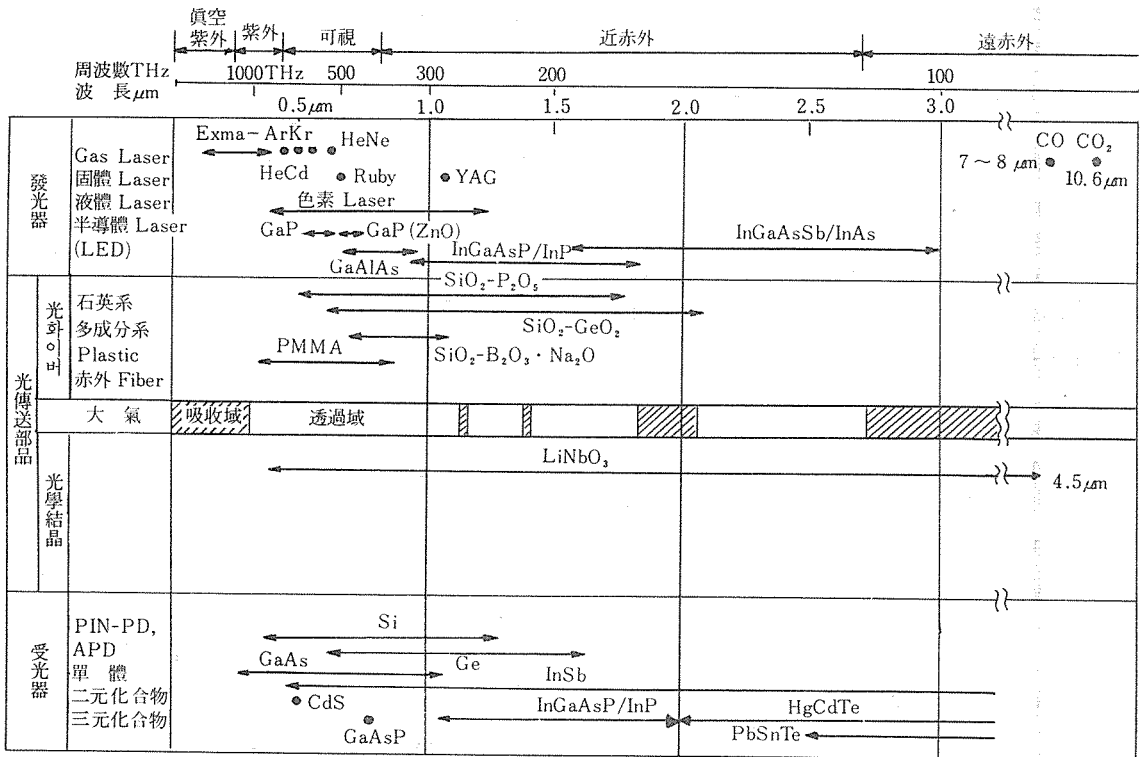 眞空
紫外 紫外 可視 近赤外 遠赤外
周波數THz 1000THz 500 300 200 100
波 長μm 0.5μm 1.0 1.5 2.0 2.5 3.0
發光器
Gas Laser
固體 Laser
液體 Laser
半導體 Laser
(LED)
Exma~ArKr HeNe
HeCd Ruby YAG
CO CO₂
7~8 μm
10.6μm
色素 Laser
GaP GaP(ZnO)
GaAlAs InGaAsP/InP InGaAsSb/InAs
光傳送部品
光화이버
石英系
多成分系
Plastic
赤外 Fiber
SiO₂-P₂O₅
SiO₂-GeO₂
PMMA SiO₂-B₂O₃·Na₂O
大 氣 吸收域 透過域
光學結晶
LiNbO₃
4.5μm
受光器
PIN-PD,
APD
單 體
二元化合物
三元化合物
Si
GaAs Ge
InSb
CdS InGaAsP/InP HgCdTe
GaAsP PbSnTe